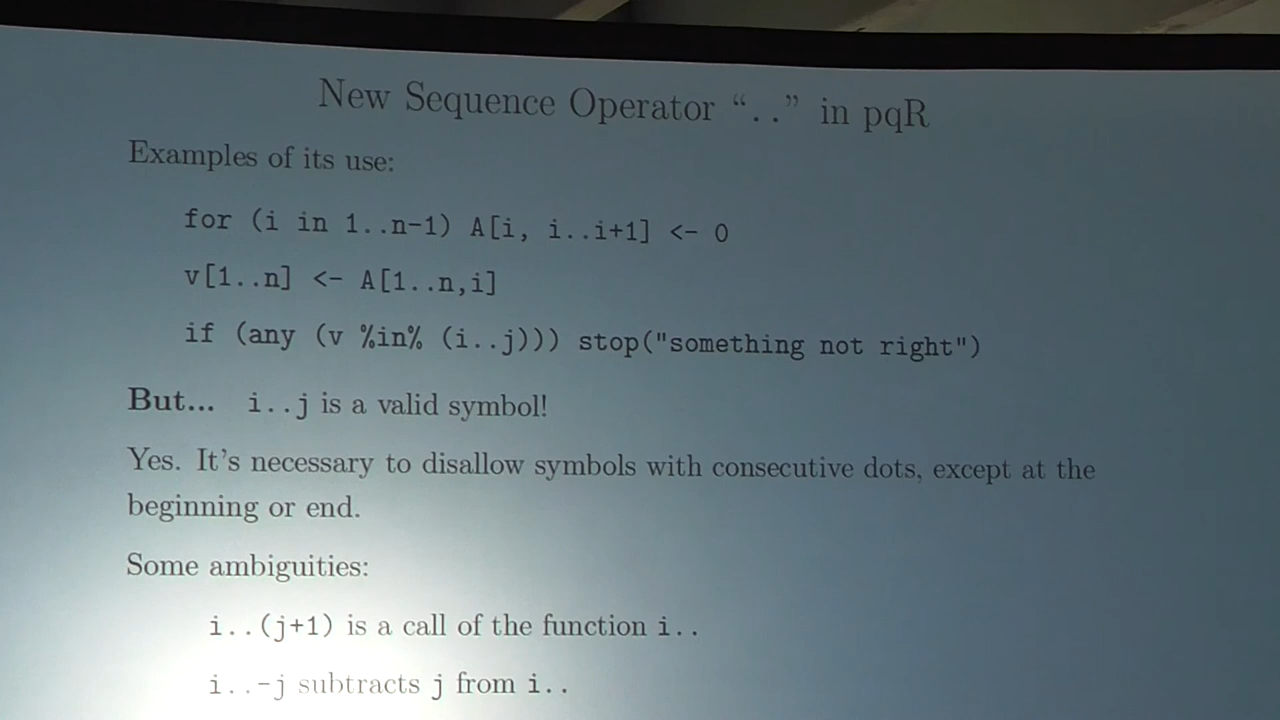 New Sequence Operator “..” in pqR
Examples of its use:
for (i in 1..n-1) A[i, i..i+1] <- 0
v[1..n] <- A[1..n,i]
if (any (v %in% (i..j))) stop("something not right")
But... i..j is a valid symbol!
Yes. It's necessary to disallow symbols with consecutive dots, except at the
beginning or end.
Some ambiguities:
i..(j+1) is a call of the function i..
i..-j subtracts j from i..